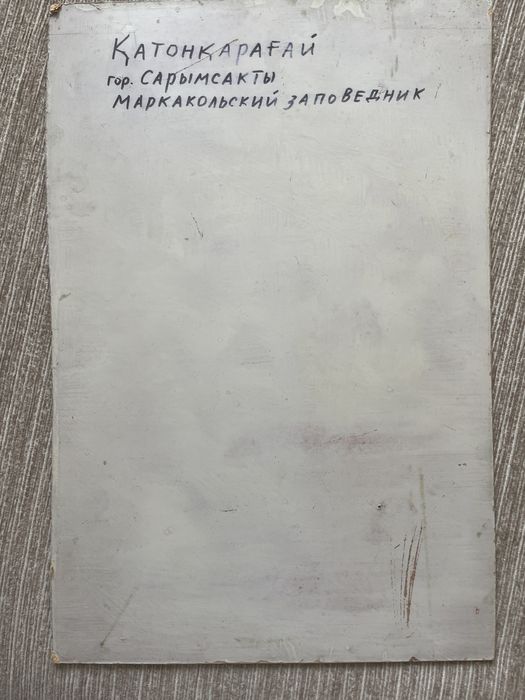 Қатонқарағай
гор. Сарымсакты
Маркакольский заповедник